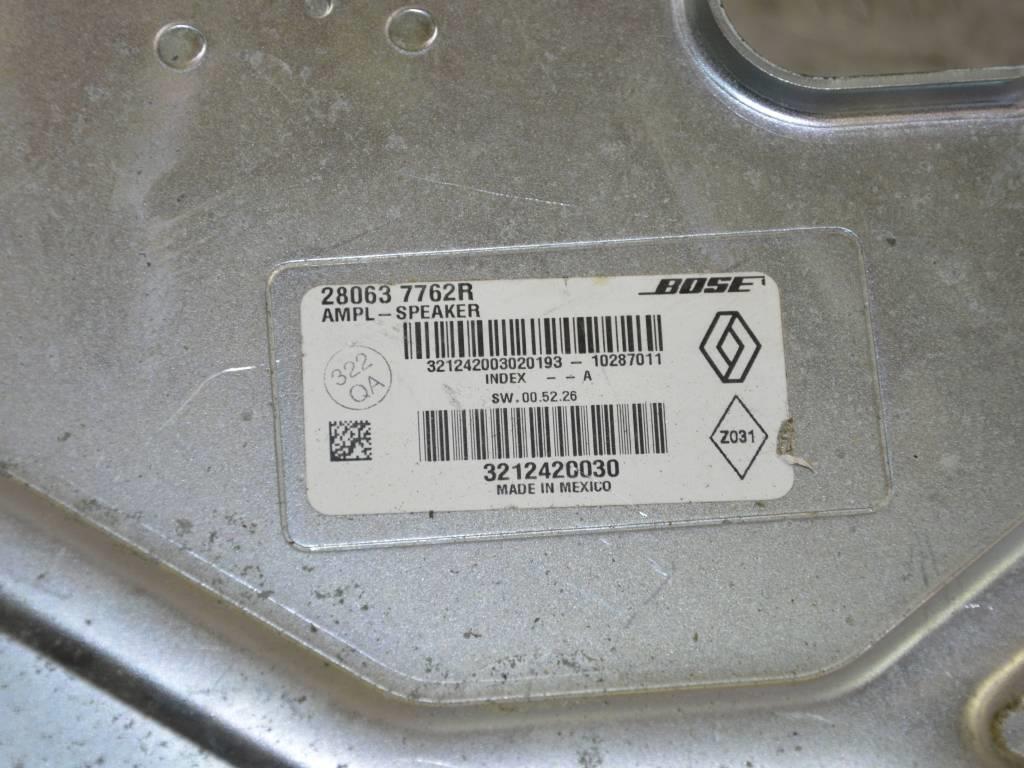 28063 7762R
BOSE
AMPL-SPEAKER
321242003020193-10287011
322
QA
INDEX --A
SW.00.52.26
Z031
321242C030
MADE IN MEXICO